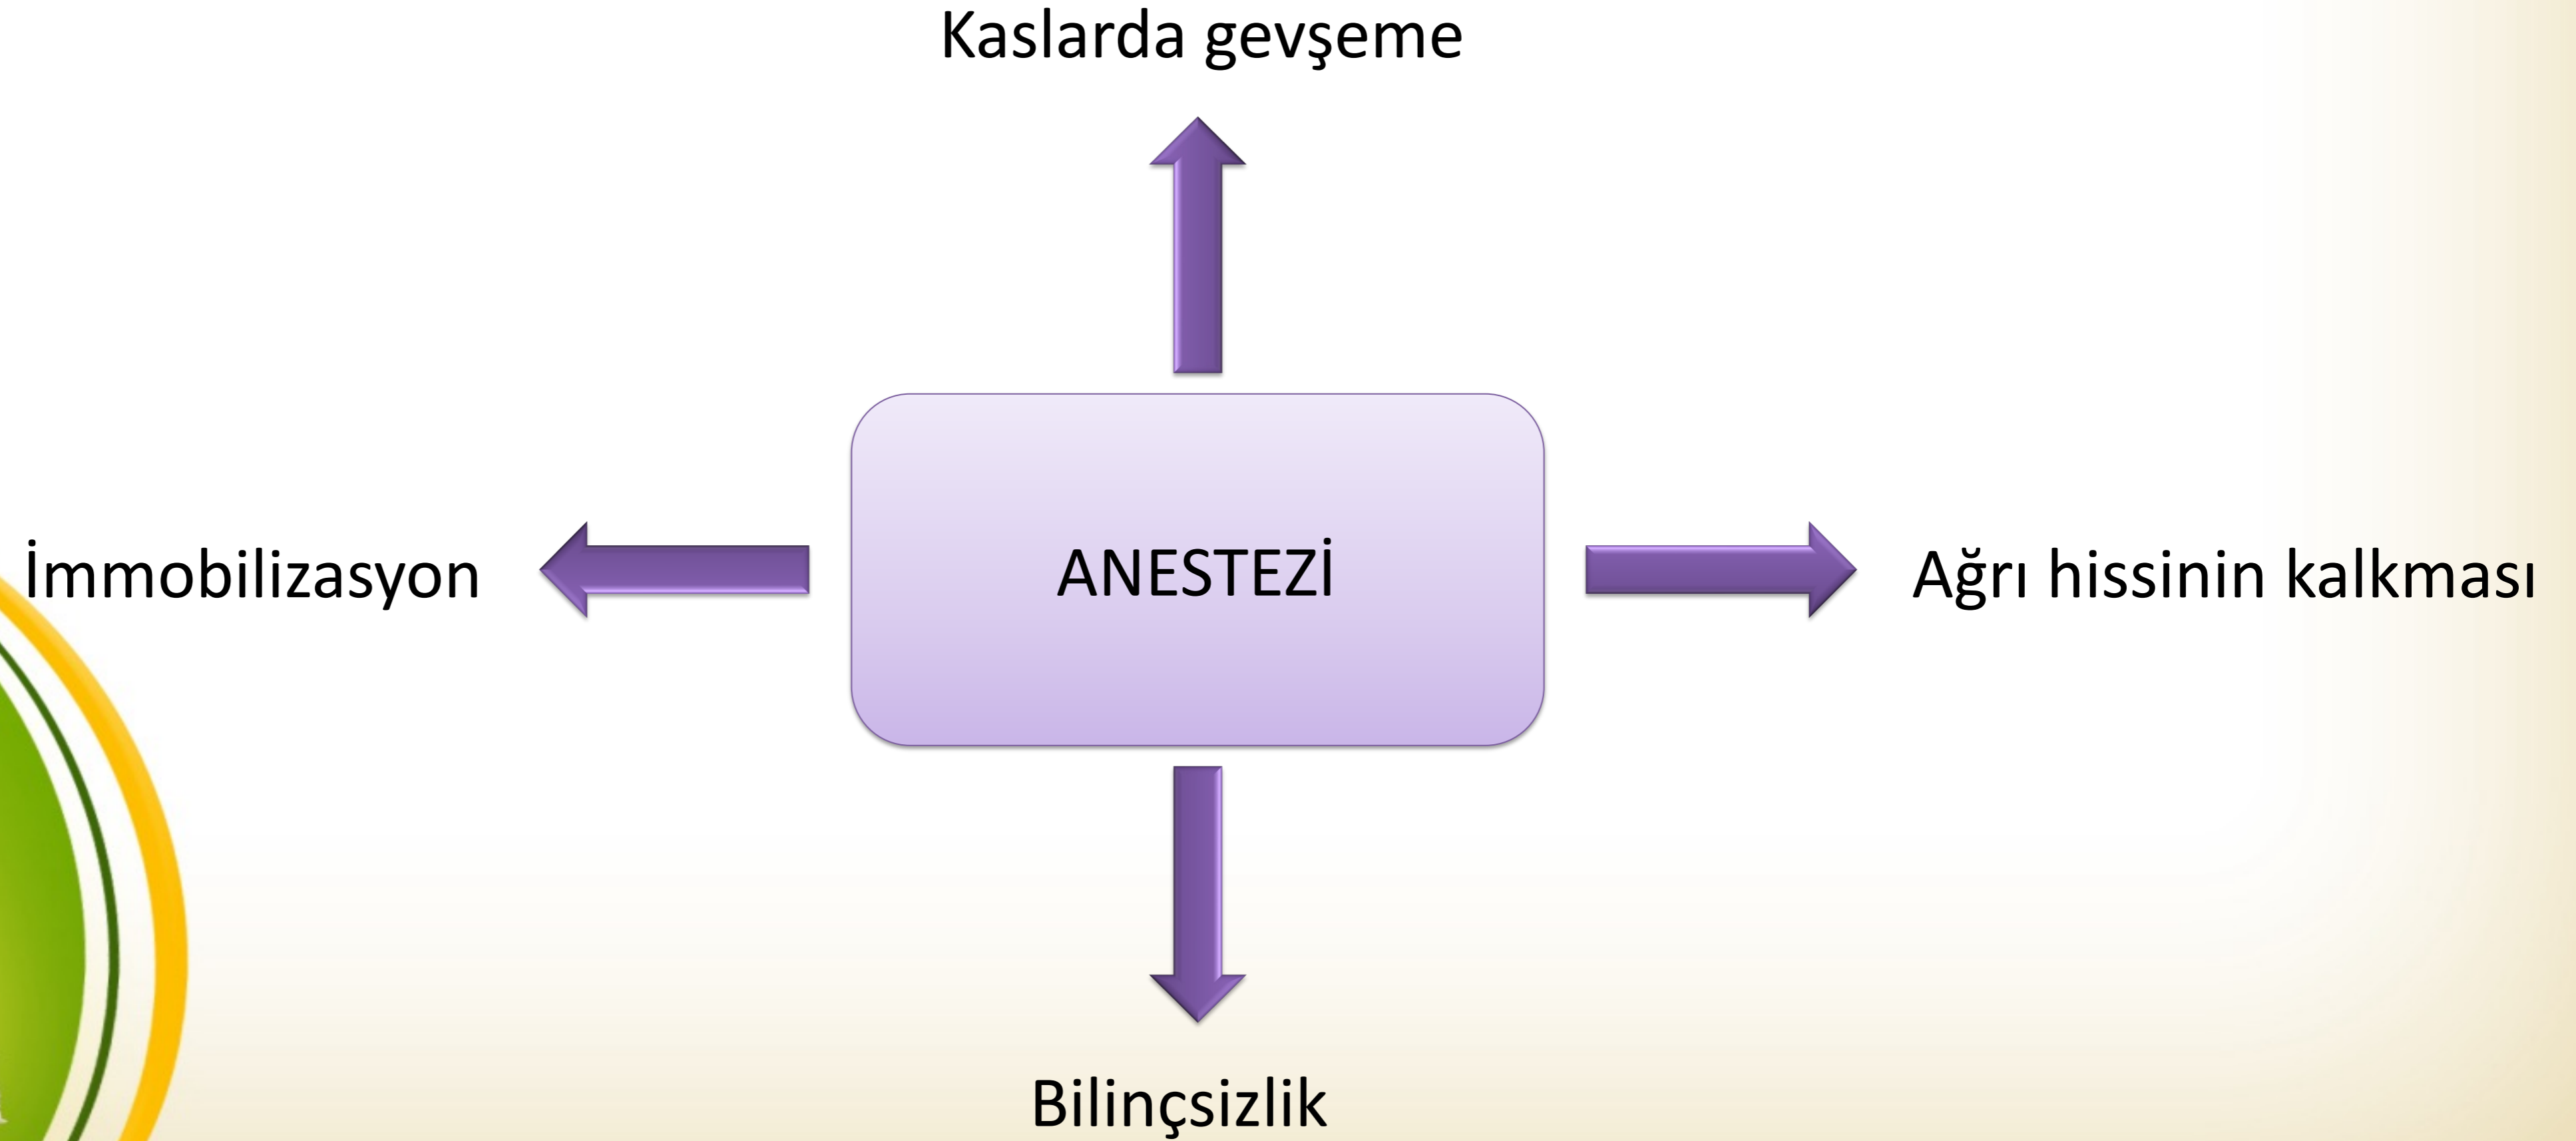 Kaslarda gevşeme
İmmobilizasyon
ANESTEZİ
Ağrı hissinin kalkması
Bilinçsizlik